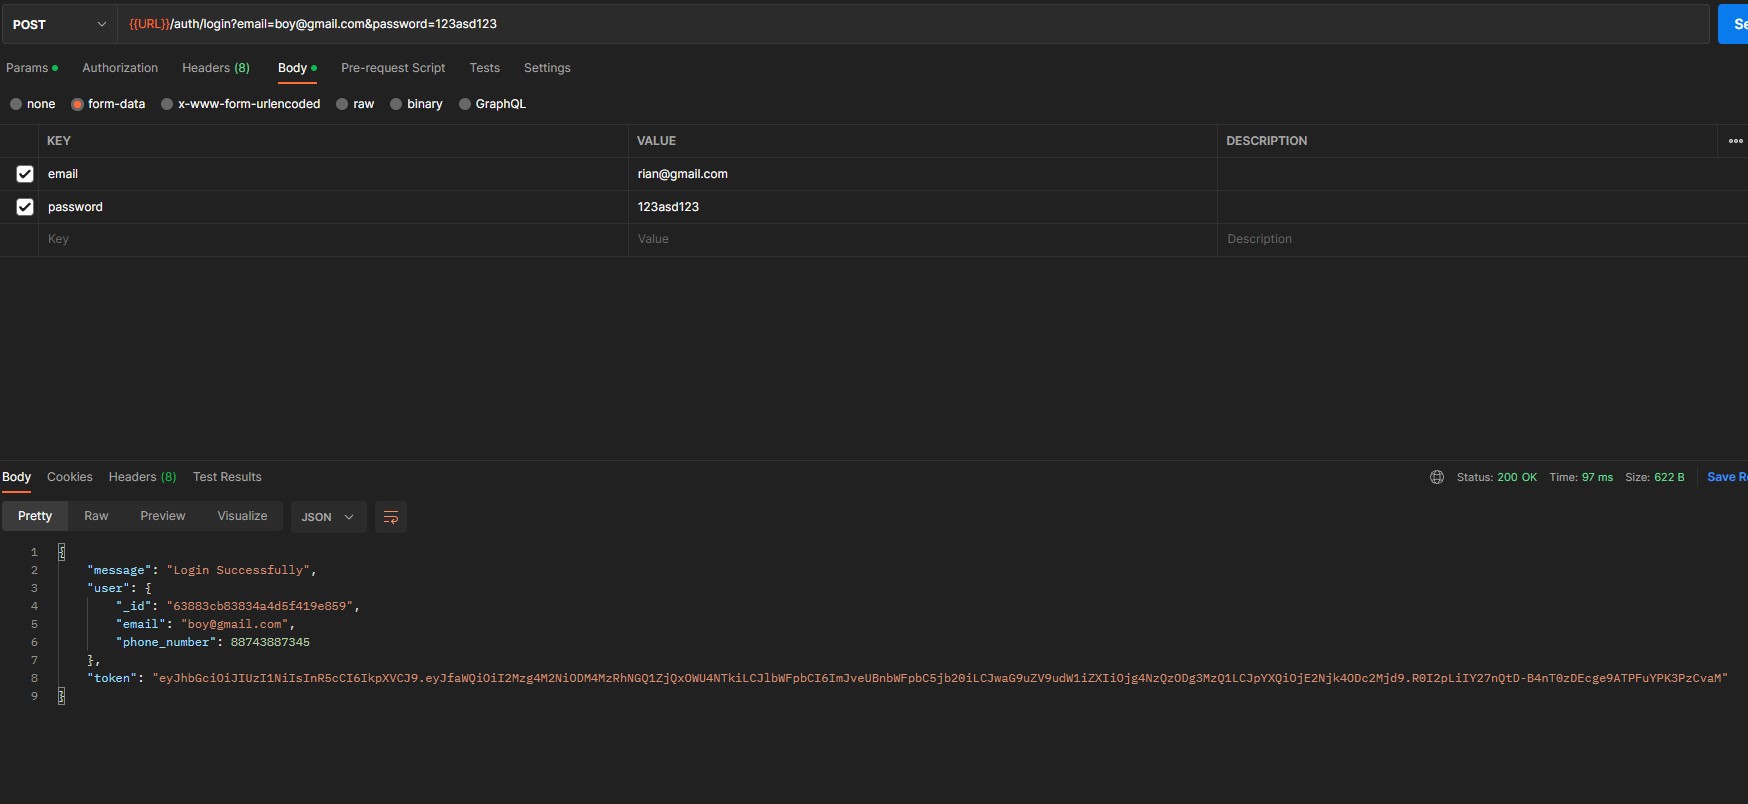 POST {{URL}}/auth/login?email=boy@gmail.com&password=123asd123
Params Authorization Headers (8) Body Pre-request Script Tests Settings
none form-data x-www-form-urlencoded raw binary GraphQL
KEY VALUE DESCRIPTION
email rian@gmail.com
password 123asd123
Key Value Description
Body Cookies Headers (8) Test Results Status: 200 OK Time: 97 ms Size: 622 B Save R
Pretty Raw Preview Visualize JSON
1 {
2 "message": "Login Successfully",
3 "user": {
4 "_id": "63883cb83834a4d5f419e859",
5 "email": "boy@gmail.com",
6 "phone_number": 88743887345
7 },
8 "token": "eyJhbGciOiJIUzI1NiIsInR5cCI6IkpXVCJ9.eyJfaWQiOiI2Mzg4M2NiODM4MzRhNGQ1ZjQxOWU4NTkiLCJlbWFpbCI6ImJveUBnbWFpbC5jb20iLCJwaG9uZV9udW1iZXIiOjg4NzQzODg3MzQ1LCJpYXQiOjE2Njk4ODc2Mjd9.R0I2pLiIY27nQtD-B4nT0zDEcge9ATPFuYPK3PzCvaM"
9 }